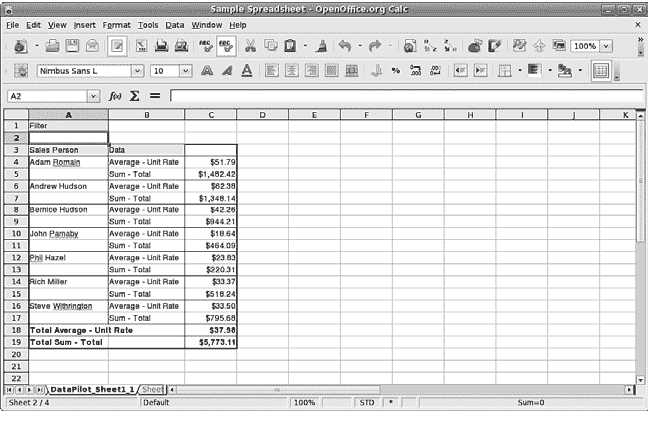 Sample Spreadsheet - OpenOffice.org Calc
File Edit View Insert Format Tools Data Window Help
ABC ABC 100%
Nimbus Sans L 10
A2 f(x) Σ =
A B C D E F G H I J K
1 Filter
2
3 Sales Person Data
4 Adam Romain Average - Unit Rate $51.79
5 Sum - Total $1,482.42
6 Andrew Hudson Average - Unit Rate $62.38
7 Sum - Total $1,348.14
8 Bernice Hudson Average - Unit Rate $42.26
9 Sum - Total $944.21
10 John Parnaby Average - Unit Rate $18.64
11 Sum - Total $464.09
12 Phil Hazel Average - Unit Rate $23.83
13 Sum - Total $220.31
14 Rich Miller Average - Unit Rate $33.37
15 Sum - Total $518.24
16 Steve Withrington Average - Unit Rate $33.50
17 Sum - Total $795.68
18 Total Average - Unit Rate $37.98
19 Total Sum - Total $5,773.11
20
21
22
DataPilot_Sheet1_1 Sheet
Sheet 2 / 4 Default 100% STD * Sum=0